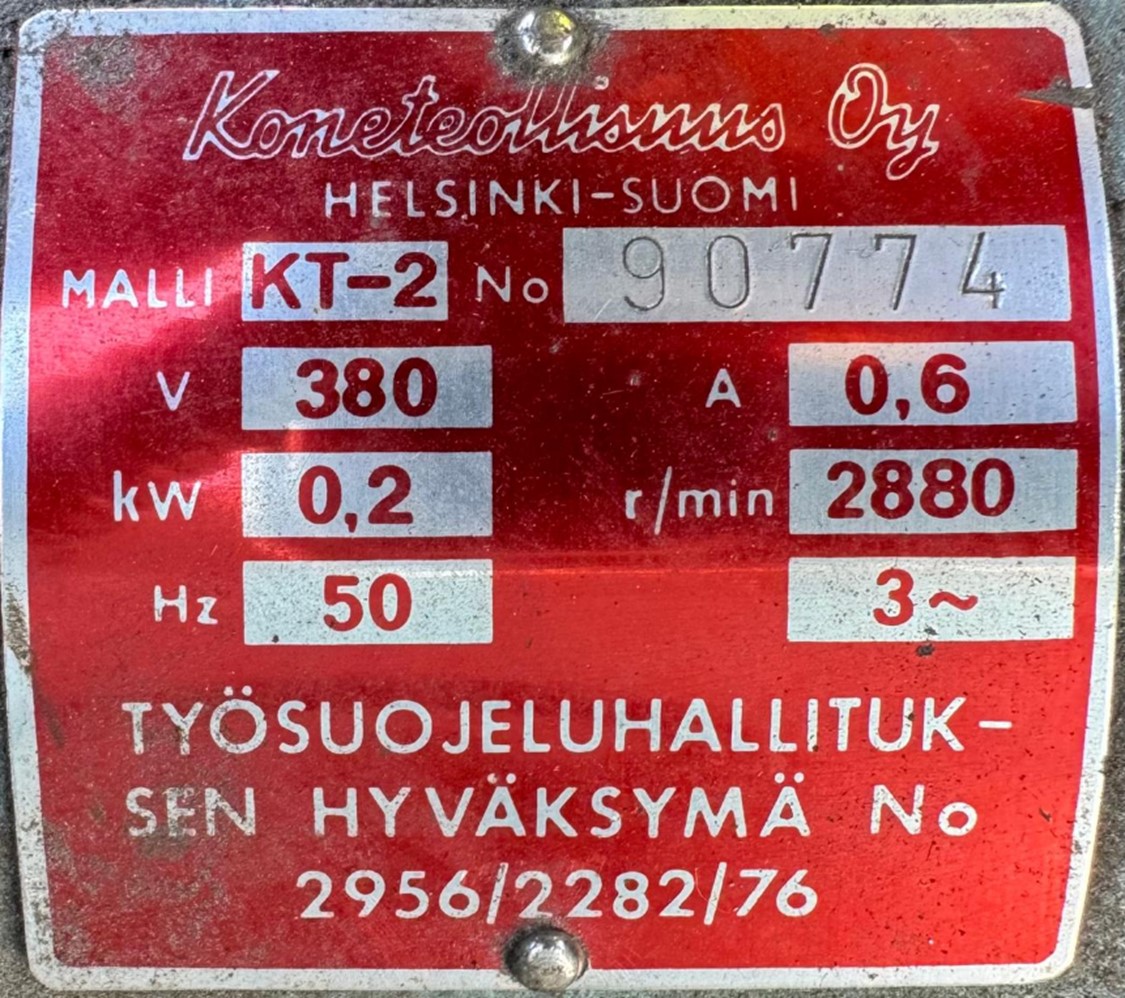 Koneteollisuus Oy
HELSINKI-SUOMI
MALLI KT-2 No 90774
V 380 A 0,6
kW 0,2 r/min 2880
Hz 50 3~
TYÖSUOJELUHALLITUK-
SEN HYVÄKSYMÄ No
2956/2282/76